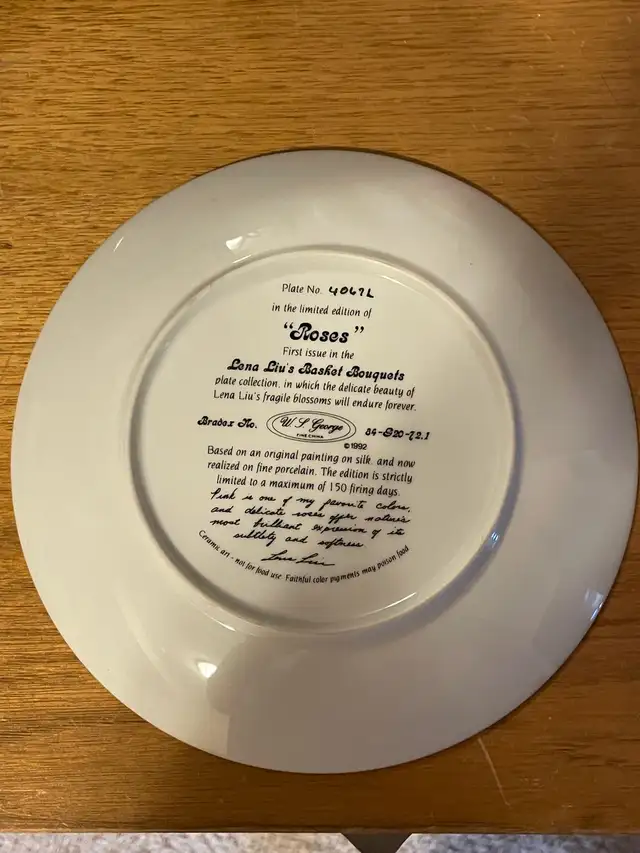 Plate No. 4067L
in the limited edition of
“Roses”
First issue in the
Lena Liu's Basket Bouquets
plate collection, in which the delicate beauty of
Lena Liu's fragile blossoms will endure forever.
Bradex No. W. S. George 84-G20-72.1
FINE CHINA
©1992
Based on an original painting on silk, and now
realized on fine porcelain. The edition is strictly
limited to a maximum of 150 firing days.
Pink is one of my favorite colors,
and delicate roses offer nature's
most brilliant expression of its
subtlety and softness
Lena Liu
Ceramic art - not for food use. Faithful color pigments may poison food